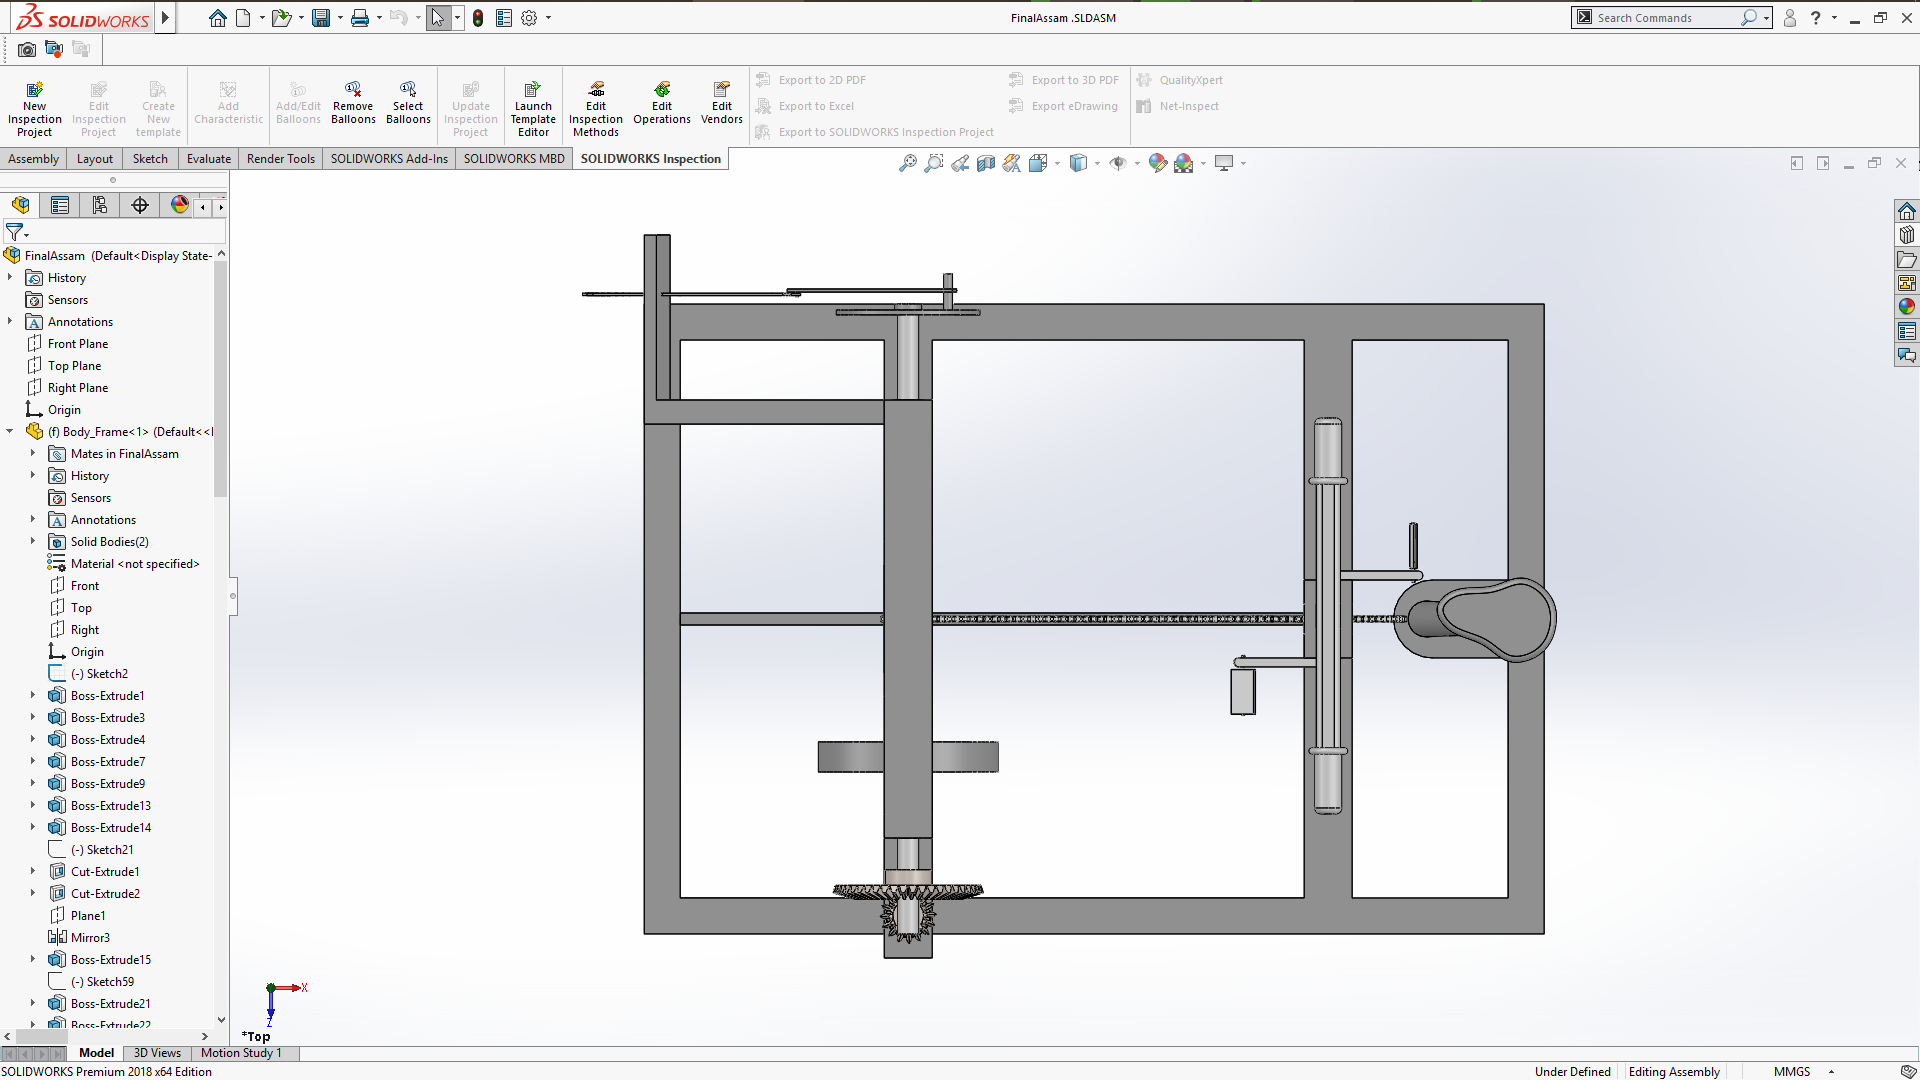 SOLIDWORKS
FinalAssam .SLDASM
Search Commands
?
New Inspection Project
Edit Inspection Project
Create New template
Add Characteristic
Add/Edit Balloons
Remove Balloons
Select Balloons
Update Inspection Project
Launch Template Editor
Edit Inspection Methods
Edit Operations
Edit Vendors
Export to 2D PDF
Export to Excel
Export to SOLIDWORKS Inspection Project
Export to 3D PDF
Export eDrawing
QualityXpert
Net-Inspect
Assembly
Layout
Sketch
Evaluate
Render Tools
SOLIDWORKS Add-Ins
SOLIDWORKS MBD
SOLIDWORKS Inspection
FinalAssam (Default<Display State-
History
Sensors
Annotations
Front Plane
Top Plane
Right Plane
Origin
(f) Body_Frame<1> (Default<<
Mates in FinalAssam
History
Sensors
Annotations
Solid Bodies(2)
Material <not specified>
Front
Top
Right
Origin
(-) Sketch2
Boss-Extrude1
Boss-Extrude3
Boss-Extrude4
Boss-Extrude7
Boss-Extrude9
Boss-Extrude13
Boss-Extrude14
(-) Sketch21
Cut-Extrude1
Cut-Extrude2
Plane1
Mirror3
Boss-Extrude15
(-) Sketch59
Boss-Extrude21
Boss-Extrude22
X
Z
*Top
Model
3D Views
Motion Study 1
SOLIDWORKS Premium 2018 x64 Edition
Under Defined
Editing Assembly
MMGS